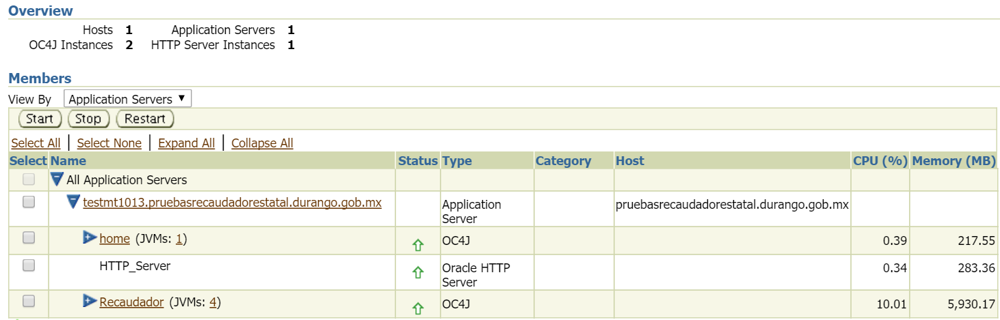 Overview
Hosts 1 Application Servers 1
OC4J Instances 2 HTTP Server Instances 1
Members
View By Application Servers ▼
Start Stop Restart
Select All | Select None | Expand All | Collapse All
Select Name Status Type Category Host CPU (%) Memory (MB)
All Application Servers
testmt1013.pruebasrecaudadorestatal.durango.gob.mx Application Server pruebasrecaudadorestatal.durango.gob.mx
home (JVMs: 1) OC4J 0.39 217.55
HTTP_Server Oracle HTTP Server 0.34 283.36
Recaudador (JVMs: 4) OC4J 10.01 5,930.17